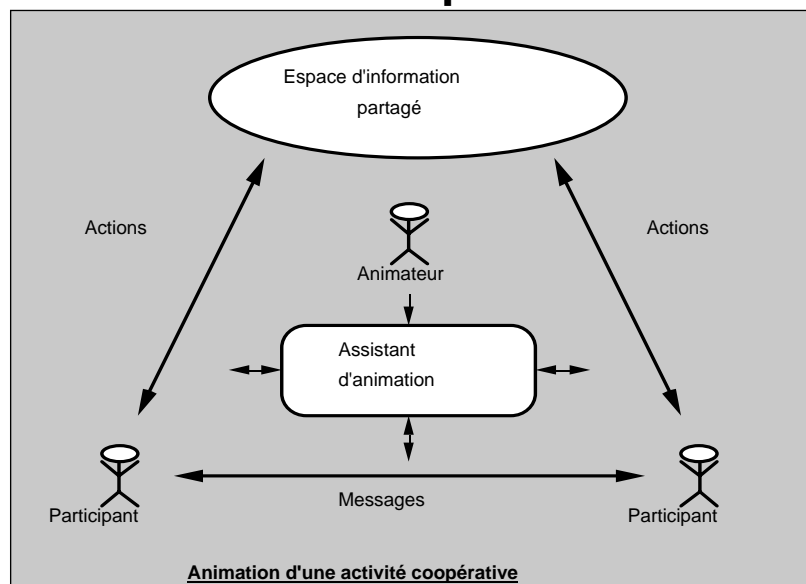 Espace d'information
partagé
Actions
Actions
Animateur
Assistant
d'animation
Messages
Participant
Participant
Animation d'une activité coopérative